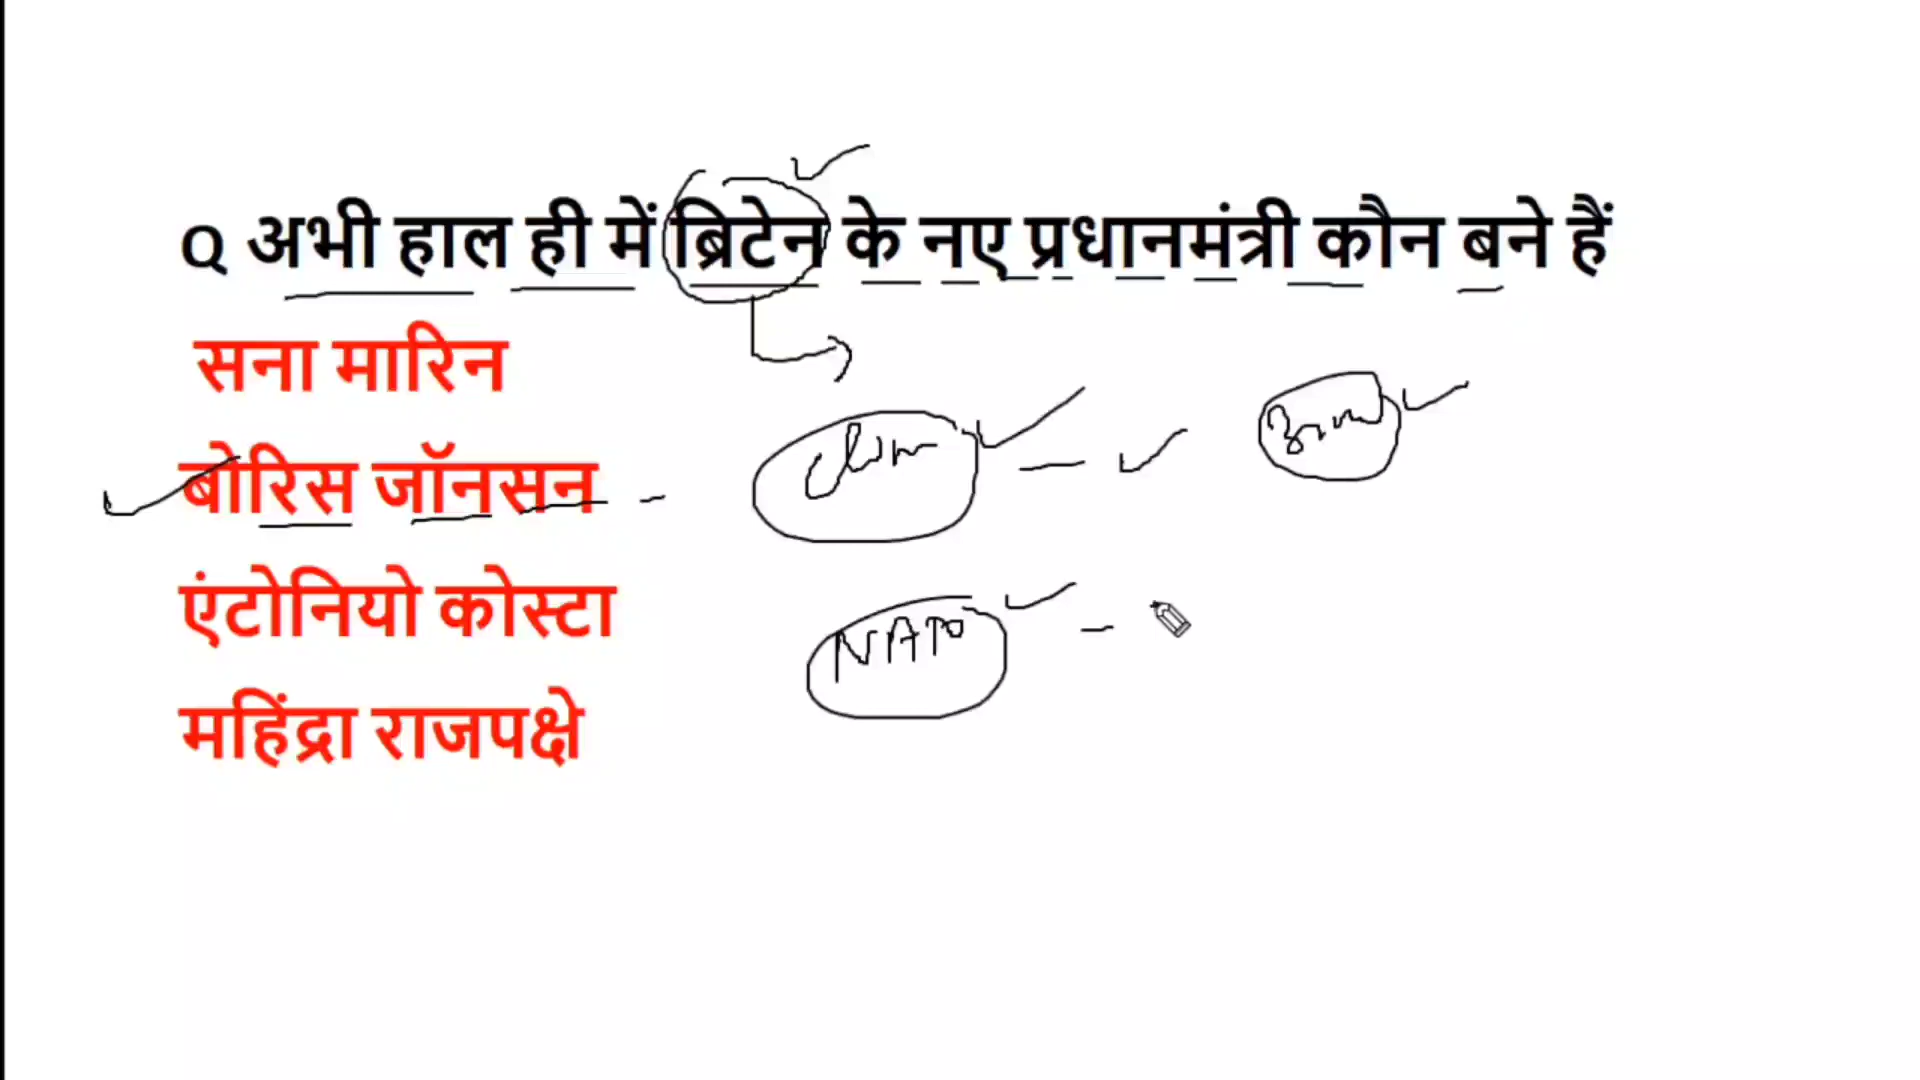 Q अभी हाल ही में ब्रिटेन के नए प्रधानमंत्री कौन बने हैं
सना मारिन
बोरिस जॉनसन
एंटोनियो कोस्टा
NATO
महिंद्रा राजपक्षे